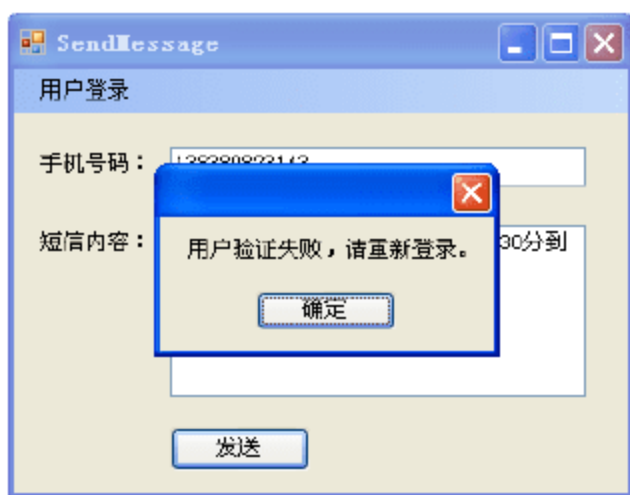 SendMessage
用户登录
手机号码：
短信内容：
30分到
用户验证失败，请重新登录。
确定
发送